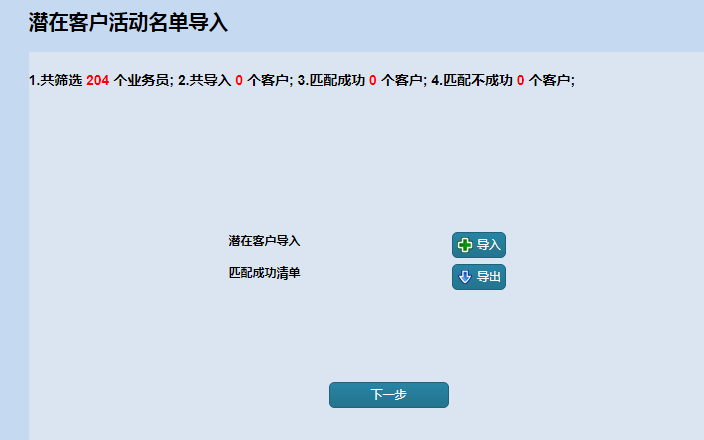 潜在客户活动名单导入
1.共筛选 204 个业务员; 2.共导入 0 个客户; 3.匹配成功 0 个客户; 4.匹配不成功 0 个客户;
潜在客户导入 导入
匹配成功清单 导出
下一步